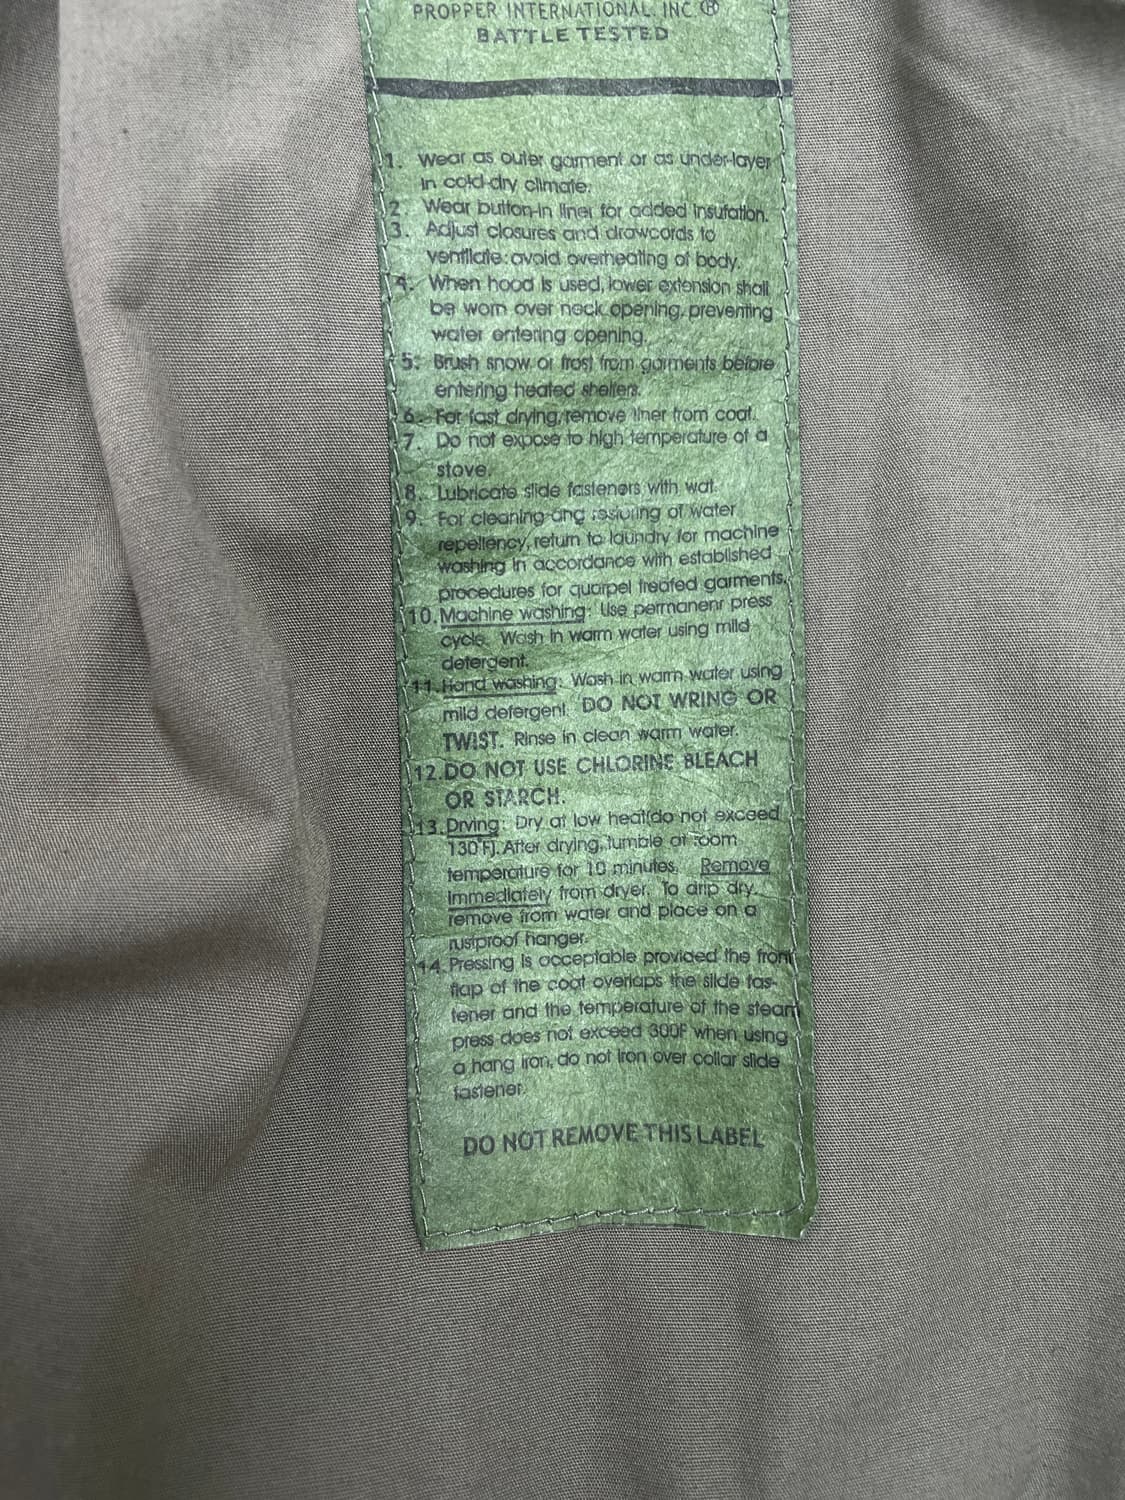 PROPPER INTERNATIONAL, INC.®
BATTLE TESTED
1. Wear as outer garment or as under-layer
in cold-dry climate.
2. Wear button-in liner for added insulation.
3. Adjust closures and drawcords to
ventilate: avoid overheating of body.
4. When hood is used, lower extension shall
be worn over neck opening, preventing
water entering opening.
5. Brush snow or frost from garments before
entering heated shelters.
6. For fast drying, remove liner from coat.
7. Do not expose to high temperature of a
stove.
8. Lubricate slide fasteners with wat.
9. For cleaning and restoring of water
repellency, return to laundry for machine
washing in accordance with established
procedures for quarpel treated garments.
10. Machine washing: Use permanenr press
cycle. Wash in warm water using mild
detergent.
11. Hand washing: Wash in warm water using
mild detergent. DO NOT WRING OR
TWIST. Rinse in clean warm water.
12. DO NOT USE CHLORINE BLEACH
OR STARCH.
13. Drving: Dry at low heat(do not exceed
130°F). After drying, tumble at room
temperature for 10 minutes. Remove
immediately from dryer. To drip dry,
remove from water and place on a
rustproof hanger.
14. Pressing is acceptable provided the front
flap of the coat overlaps the slide fas-
tener and the temperature of the steam
press does not exceed 300F when using
a hang iron, do not iron over collar slide
fastener.
DO NOT REMOVE THIS LABEL